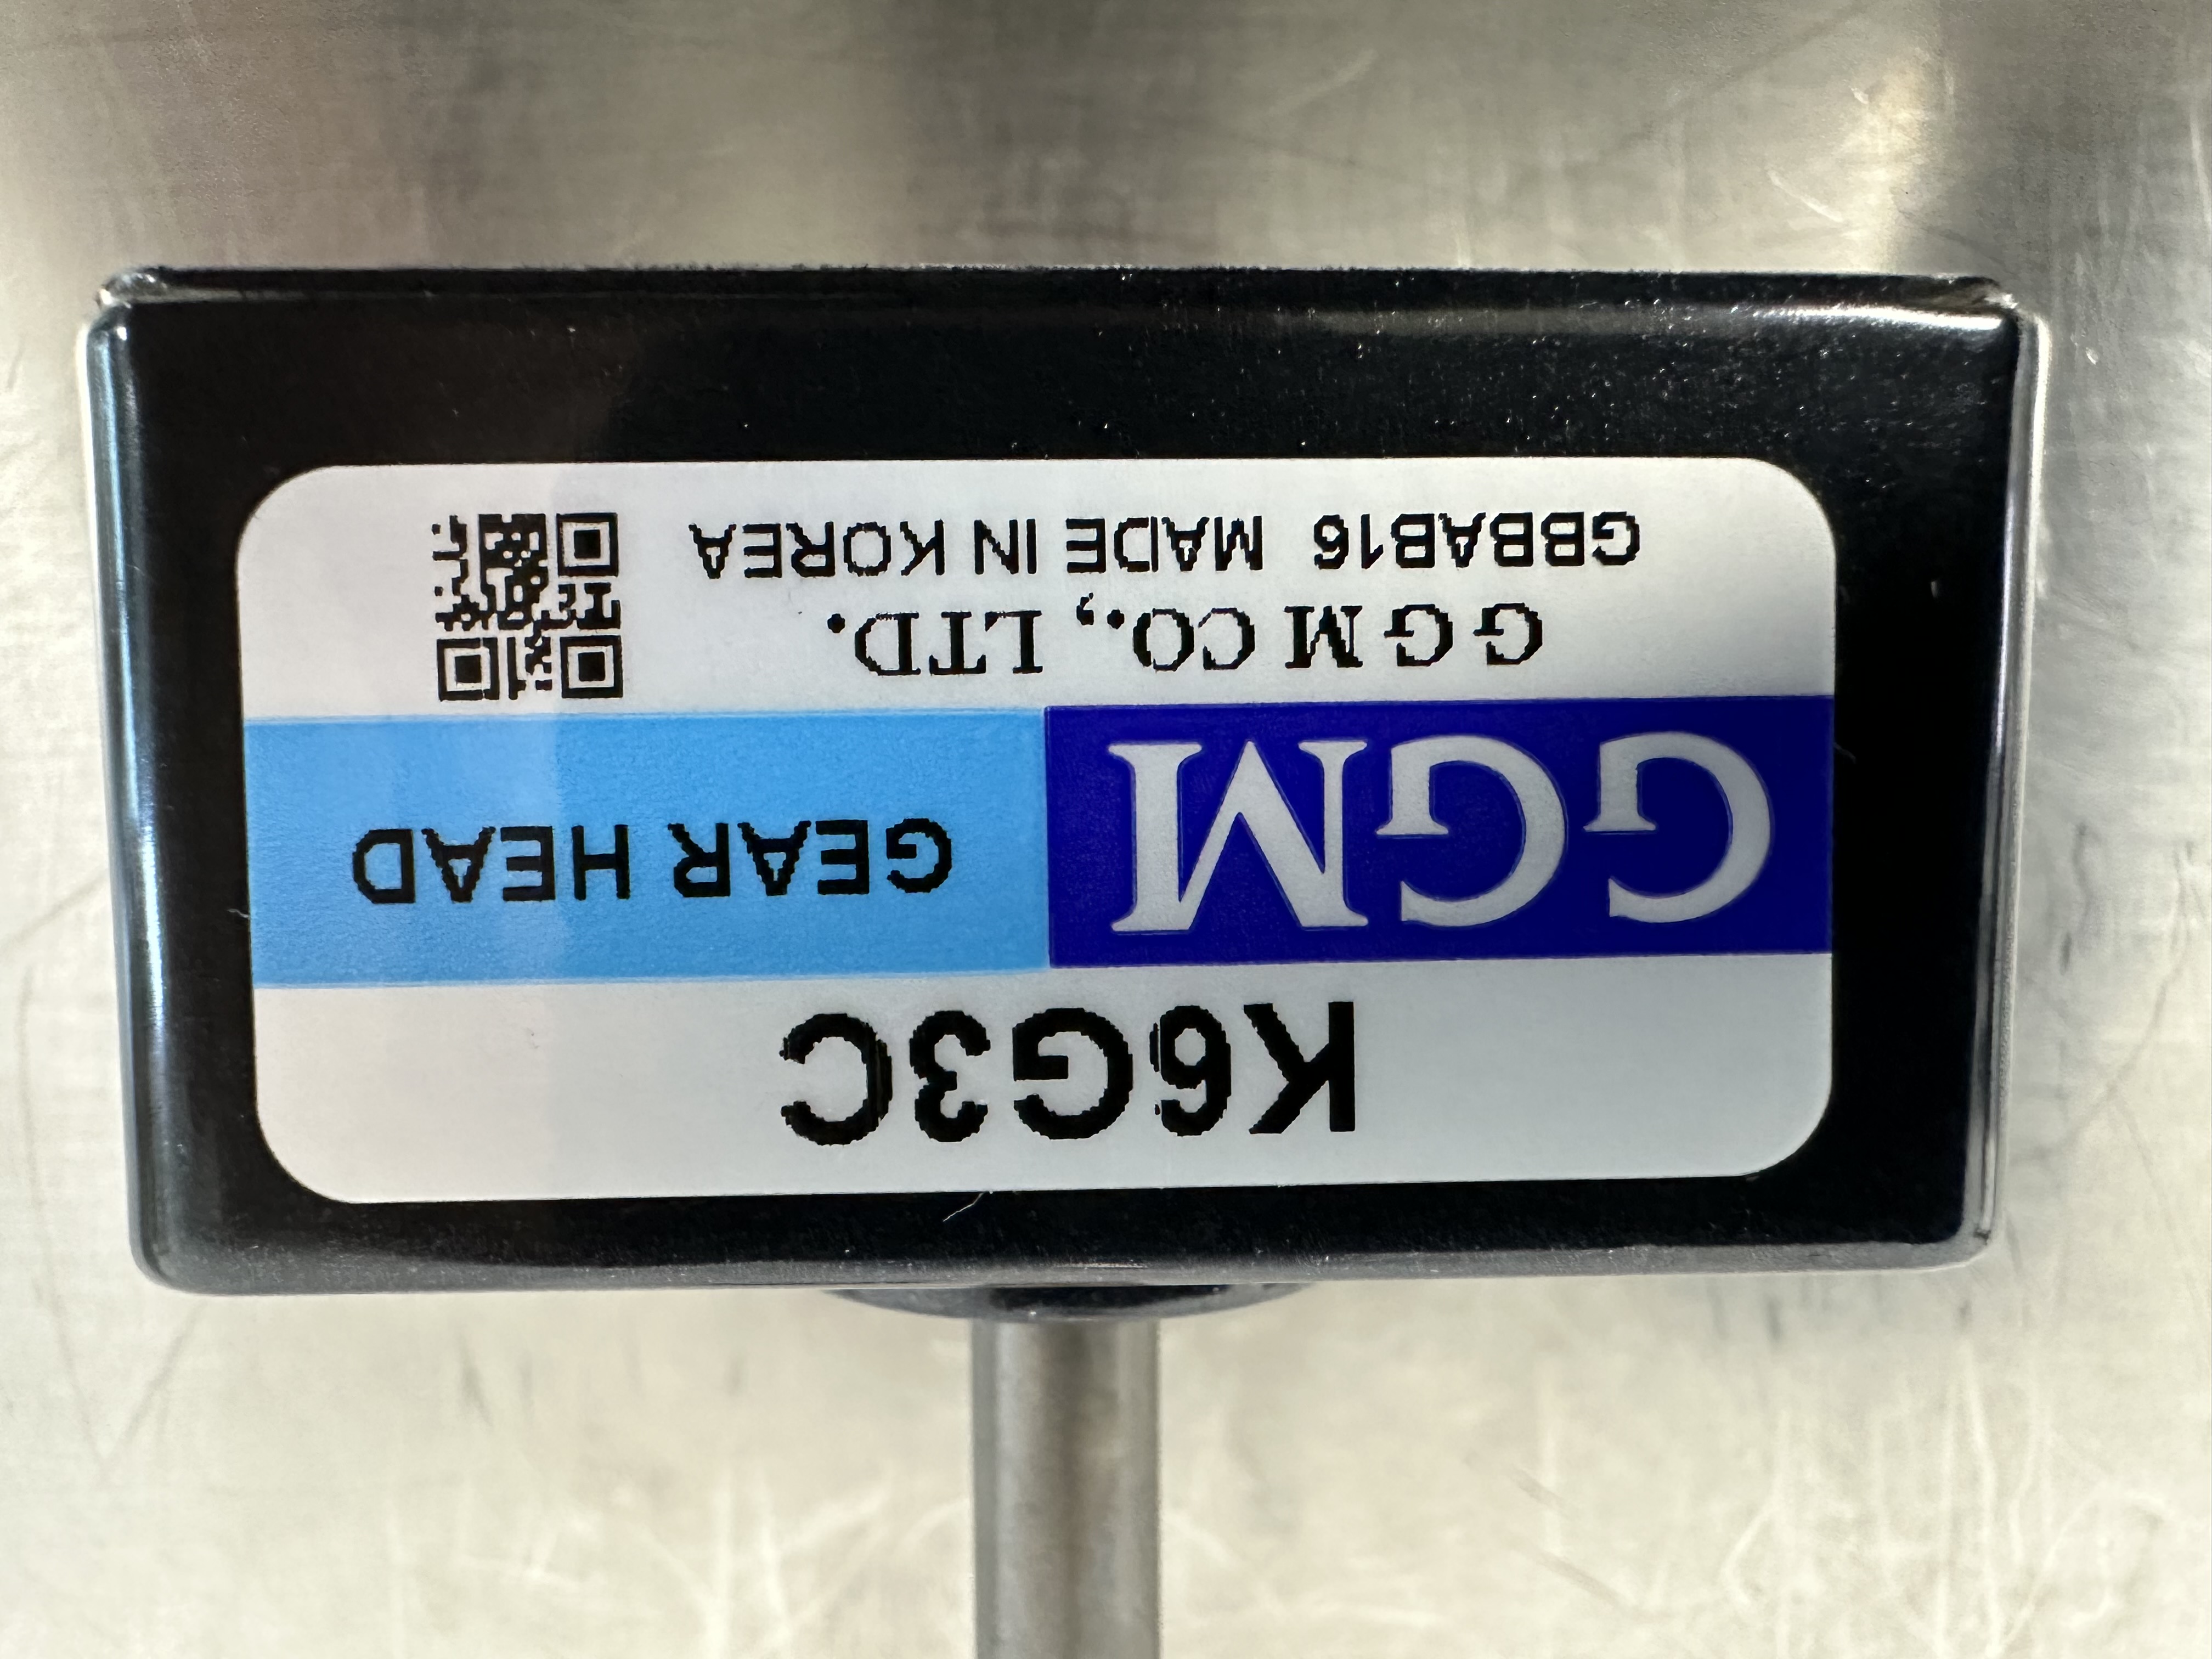 K6G3C
GGM GEAR HEAD
G G M CO., LTD.
GBBAB16 MADE IN KOREA